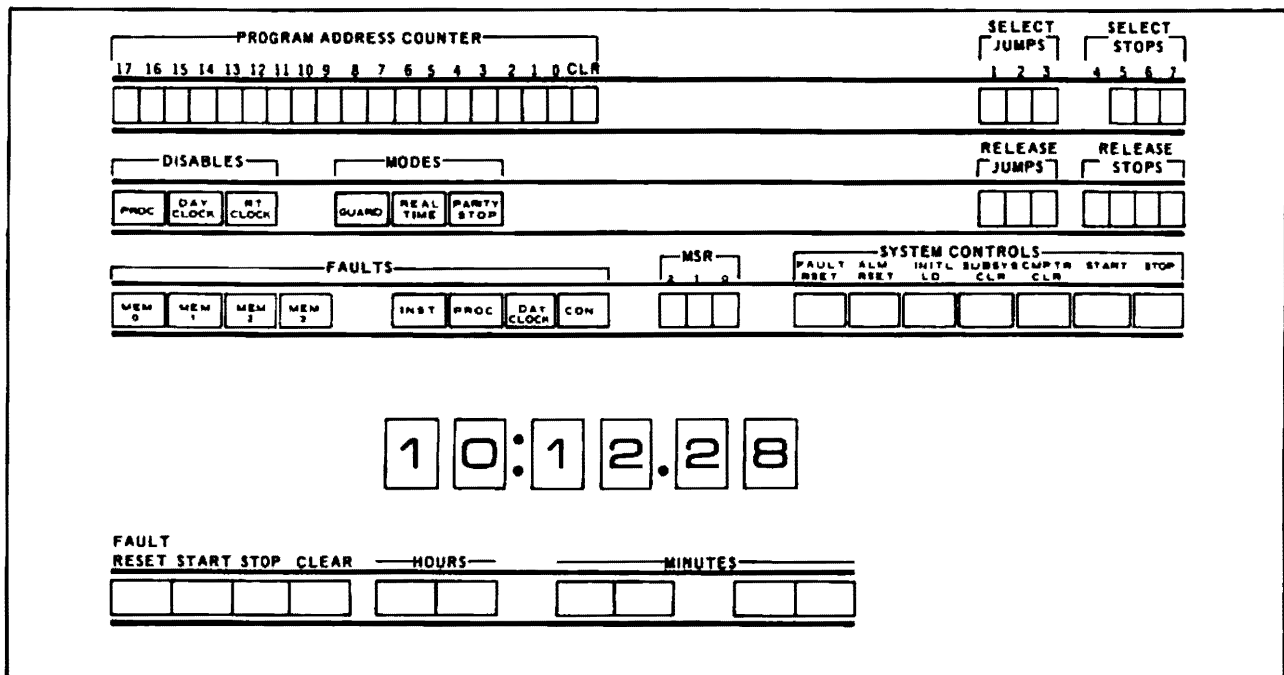 PROGRAM ADDRESS COUNTER
SELECT JUMPS
SELECT STOPS
17 16 15 14 13 12 11 10 9 8 7 6 5 4 3 2 1 0 CLR
1 2 3
4 5 6 7
DISABLES
MODES
RELEASE JUMPS
RELEASE STOPS
PROC
DAY CLOCK
RT CLOCK
GUARD
REAL TIME
PARITY STOP
FAULTS
MSR
SYSTEM CONTROLS
2 1 0
FAULT RSET
ALM RSET
INITL LD
SUBSYS CLR
CMPTR CLR
START
STOP
MEM 0
MEM 1
MEM 2
MEM 3
INST
PROC
DAY CLOCK
CON
10:12.28
FAULT
RESET START STOP CLEAR
HOURS
MINUTES